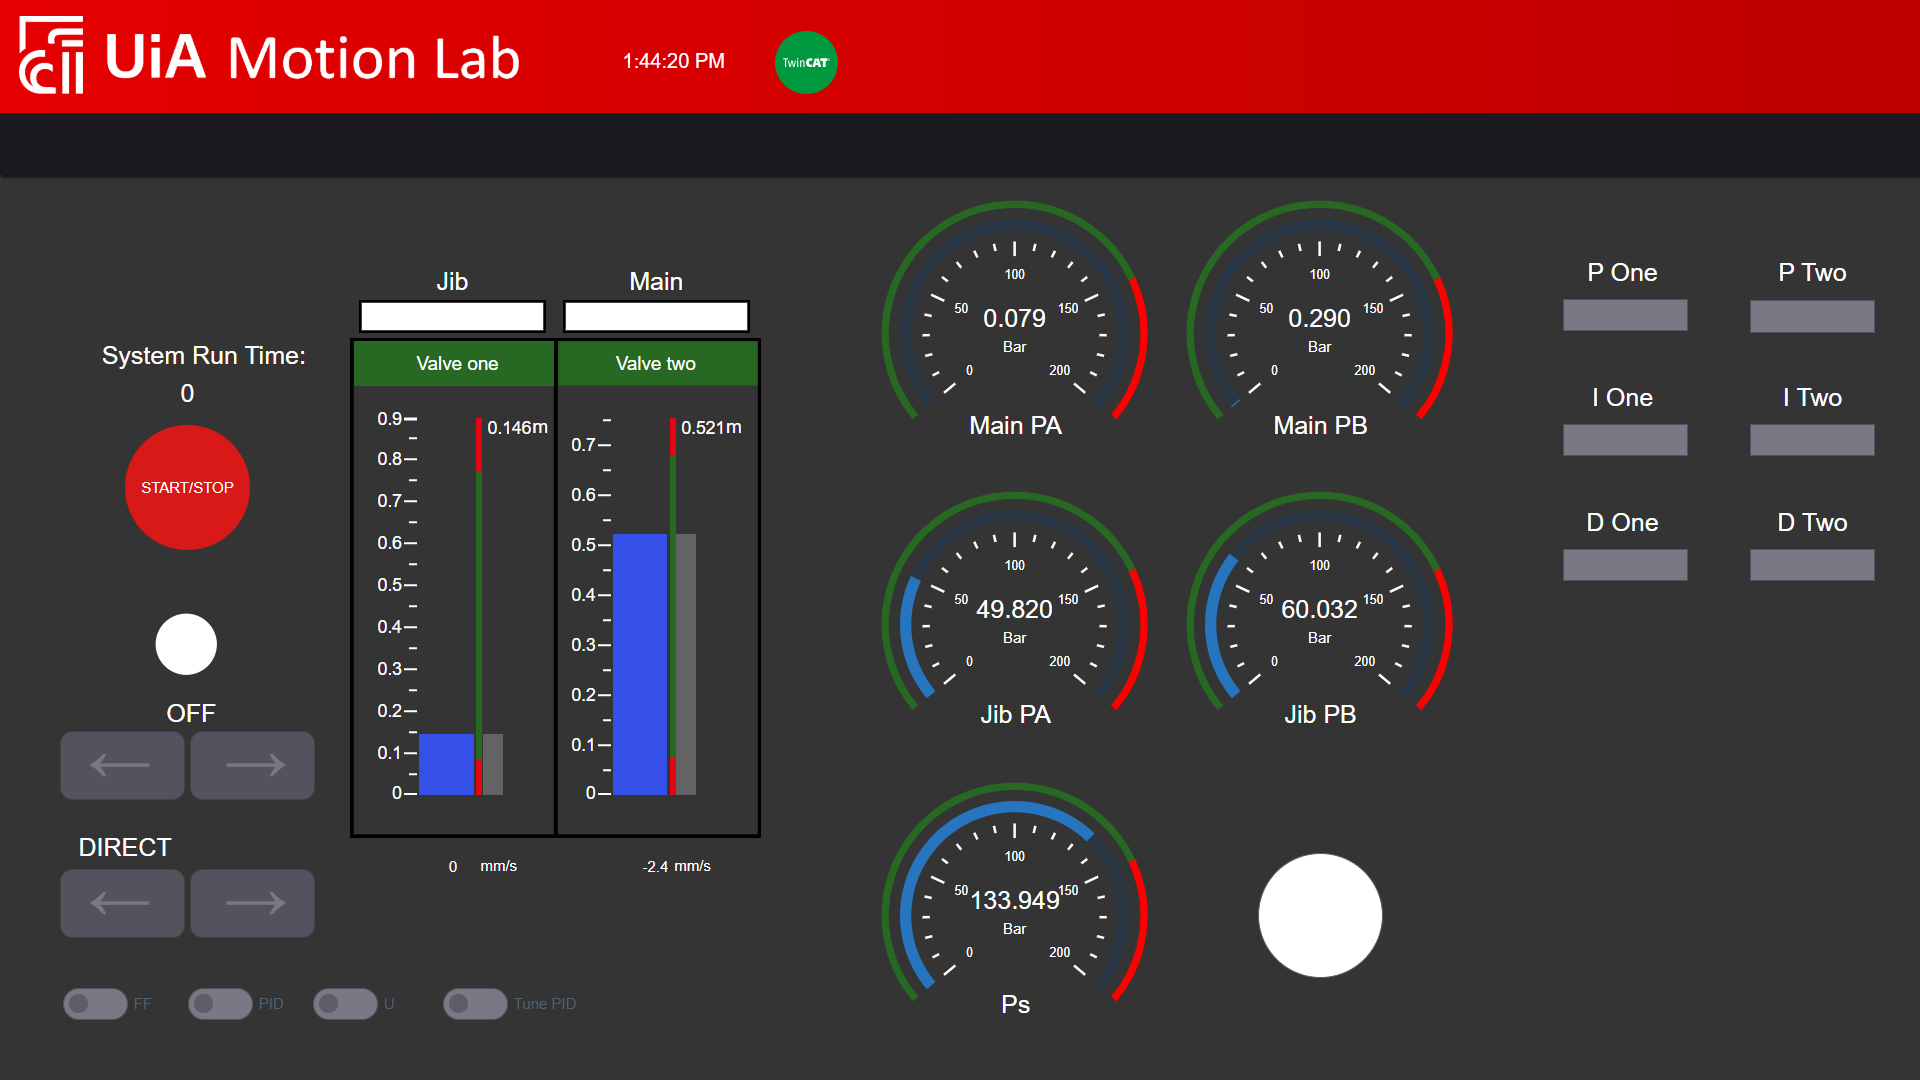 UiA Motion Lab
1:44:20 PM
TwinCAT®
System Run Time:
0
START/STOP
OFF
← →
DIRECT
← →
FF PID U Tune PID
Jib Main
Valve one Valve two
0.146m
0.9
0.8
0.7
0.6
0.5
0.4
0.3
0.2
0.1
0
0.521m
0.7
0.6
0.5
0.4
0.3
0.2
0.1
0
0 mm/s -2.4 mm/s
100
50 150
0.079
Bar
0 200
Main PA
100
50 150
0.290
Bar
0 200
Main PB
100
50 150
49.820
Bar
0 200
Jib PA
100
50 150
60.032
Bar
0 200
Jib PB
100
50 150
133.949
Bar
0 200
Ps
P One P Two
I One I Two
D One D Two